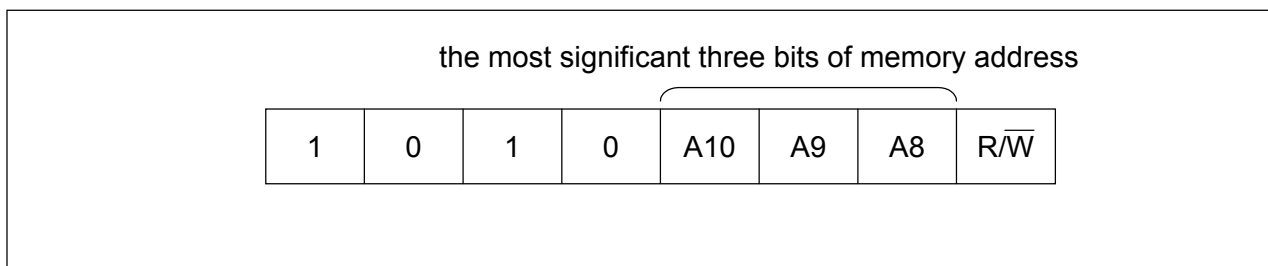 the most significant three bits of memory address
1 0 1 0 A10 A9 A8 R/W̅